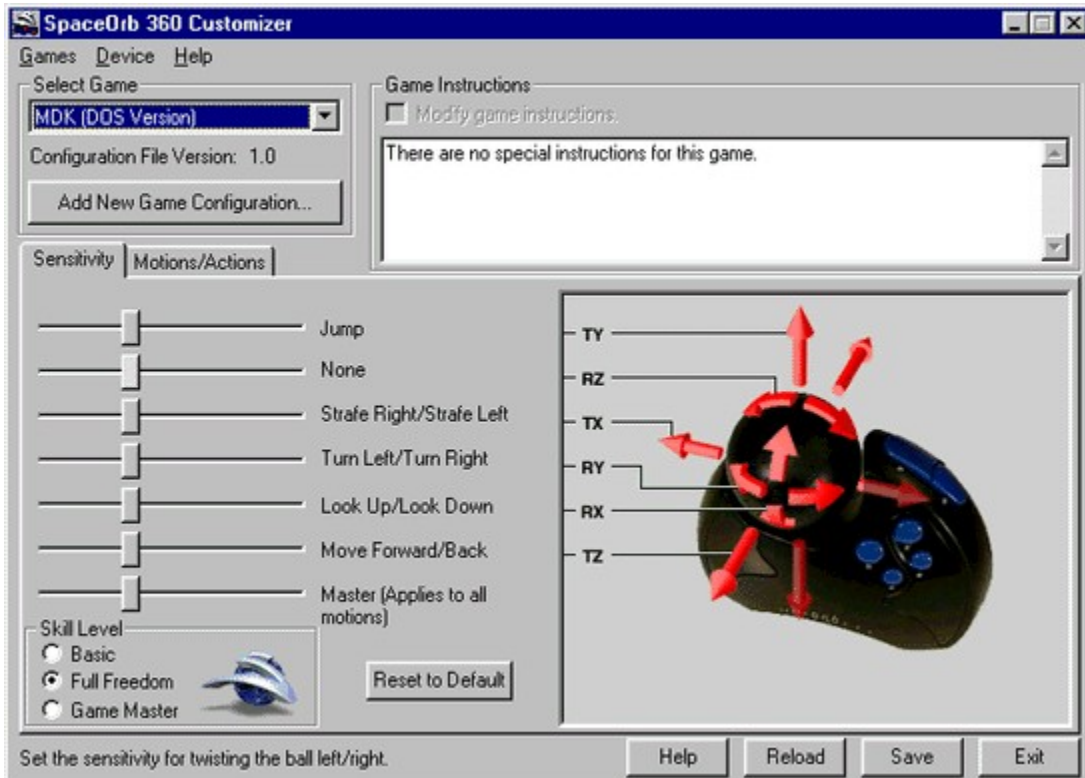 SpaceOrb 360 Customizer
Games Device Help
Select Game
MDK (DOS Version)
Configuration File Version: 1.0
Add New Game Configuration...
Game Instructions
Modfy game instructions.
There are no special instructions for this game.
Sensitivity
Motions/Actions
Jump
None
Strafe Right/Strafe Left
Turn Left/Turn Right
Look Up/Look Down
Move Forward/Back
Master (Applies to all
motions)
Skill Level
Basic
Full Freedom
Game Master
Reset to Default
TY
RZ
TX
RY
RX
TZ
Set the sensitivity for twisting the ball left/right.
Help
Reload
Save
Exit